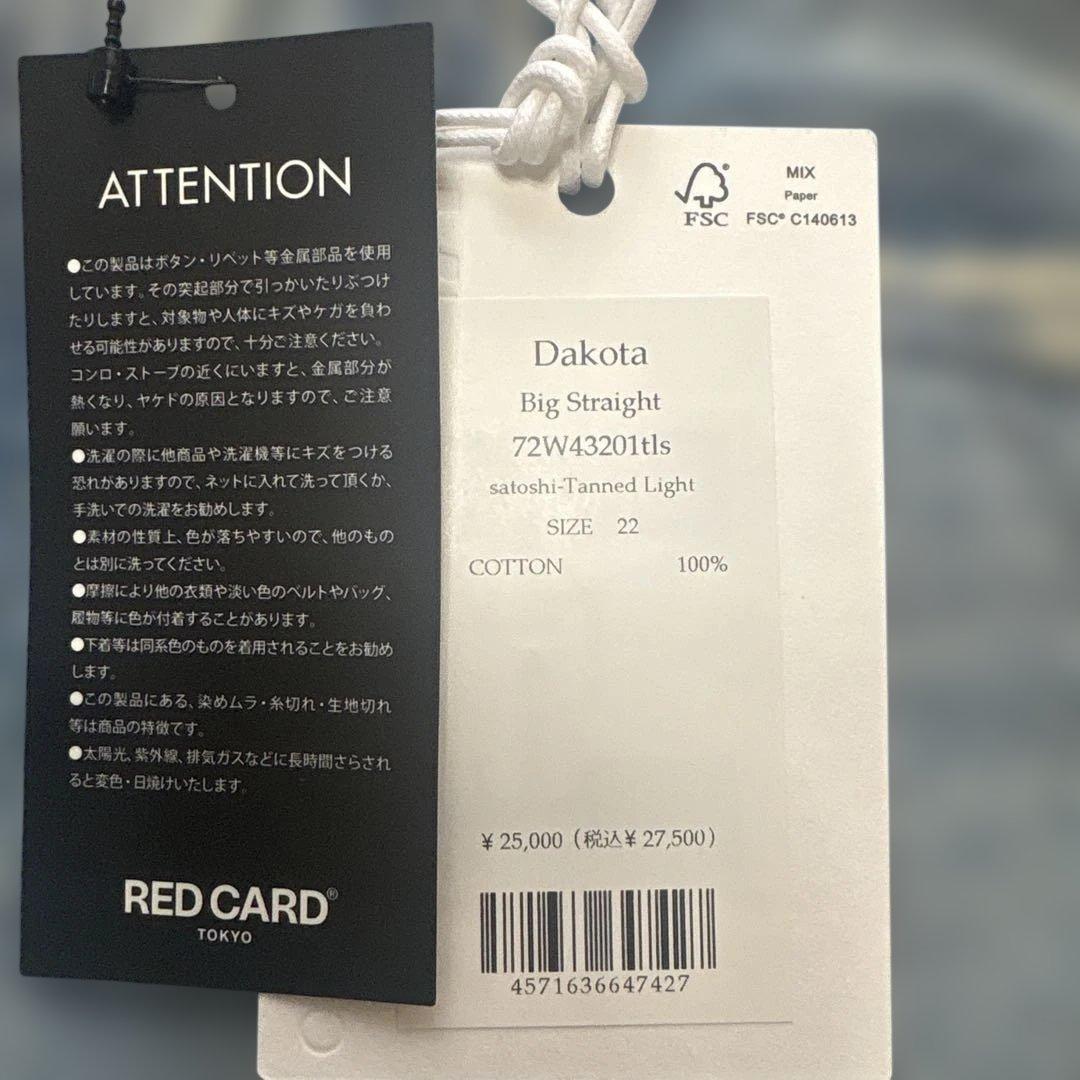 ATTENTION
●この製品はボタン・リベット等金属部品を使用
しています。その突起部分で引っかいたりぶつけ
たりしますと、対象物や人体にキズやケガを負わ
せる可能性がありますので、十分ご注意ください。
コンロ・ストーブの近くにいますと、金属部分が
熱くなり、ヤケドの原因となりますので、ご注意
願います。
●洗濯の際に他商品や洗濯機等にキズをつける
恐れがありますので、ネットに入れて洗って頂くか、
手洗いでの洗濯をお勧めします。
●素材の性質上、色が落ちやすいので、他のもの
とは別に洗ってください。
●摩擦により他の衣類や淡い色のベルトやバッグ、
履物等に色が付着することがあります。
●下着等は同系色のものを着用されることをお勧め
します。
●この製品にある、染めムラ・糸切れ・生地切れ
等は商品の特徴です。
●太陽光、紫外線、排気ガスなどに長時間さらされ
ると変色・日焼けいたします。
RED CARD®
TOKYO
FSC
MIX
Paper
FSC® C140613
Dakota
Big Straight
72W43201tls
satoshi-Tanned Light
SIZE 22
COTTON 100%
¥ 25,000 (税込¥ 27,500)
4571636647427